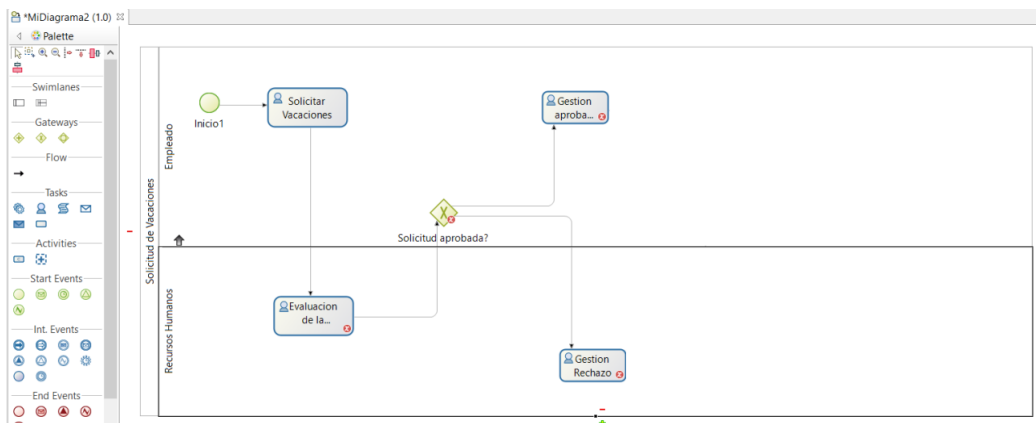 *MiDiagrama2 (1.0)
Palette
Swimlanes
Gateways
Flow
Tasks
Activities
Start Events
Int. Events
End Events
Solicitud de Vacaciones
Empleado
Recursos Humanos
Inicio1
Solicitar
Vacaciones
Gestion
aproba...
Solicitud aprobada?
Evaluacion
de la...
Gestion
Rechazo